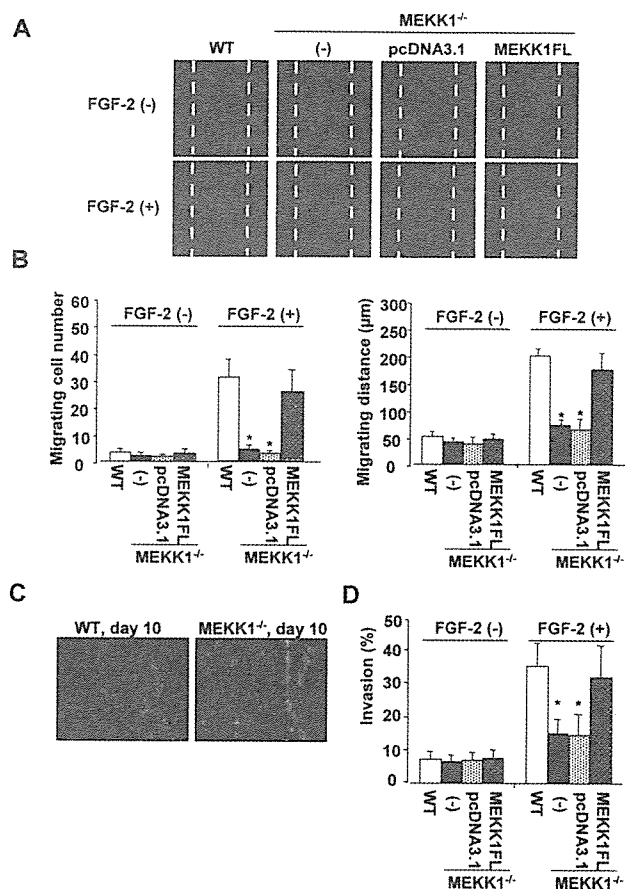 A
MEKK1-/-
WT (-) pcDNA3.1 MEKK1FL
FGF-2 (-)
FGF-2 (+)
B
Migrating cell number
60
50
40
30
20
10
0
FGF-2 (-) FGF-2 (+)
* *
WT (-) pcDNA3.1 MEKK1FL WT (-) pcDNA3.1 MEKK1FL
MEKK1-/- MEKK1-/-
Migrating distance (µm)
300
250
200
150
100
50
0
FGF-2 (-) FGF-2 (+)
* *
WT (-) pcDNA3.1 MEKK1FL WT (-) pcDNA3.1 MEKK1FL
MEKK1-/- MEKK1-/-
C
WT, day 10 MEKK1-/-, day 10
D
Invasion (%)
50
40
30
20
10
0
FGF-2 (-) FGF-2 (+)
* *
WT (-) pcDNA3.1 MEKK1FL WT (-) pcDNA3.1 MEKK1FL
MEKK1-/- MEKK1-/-